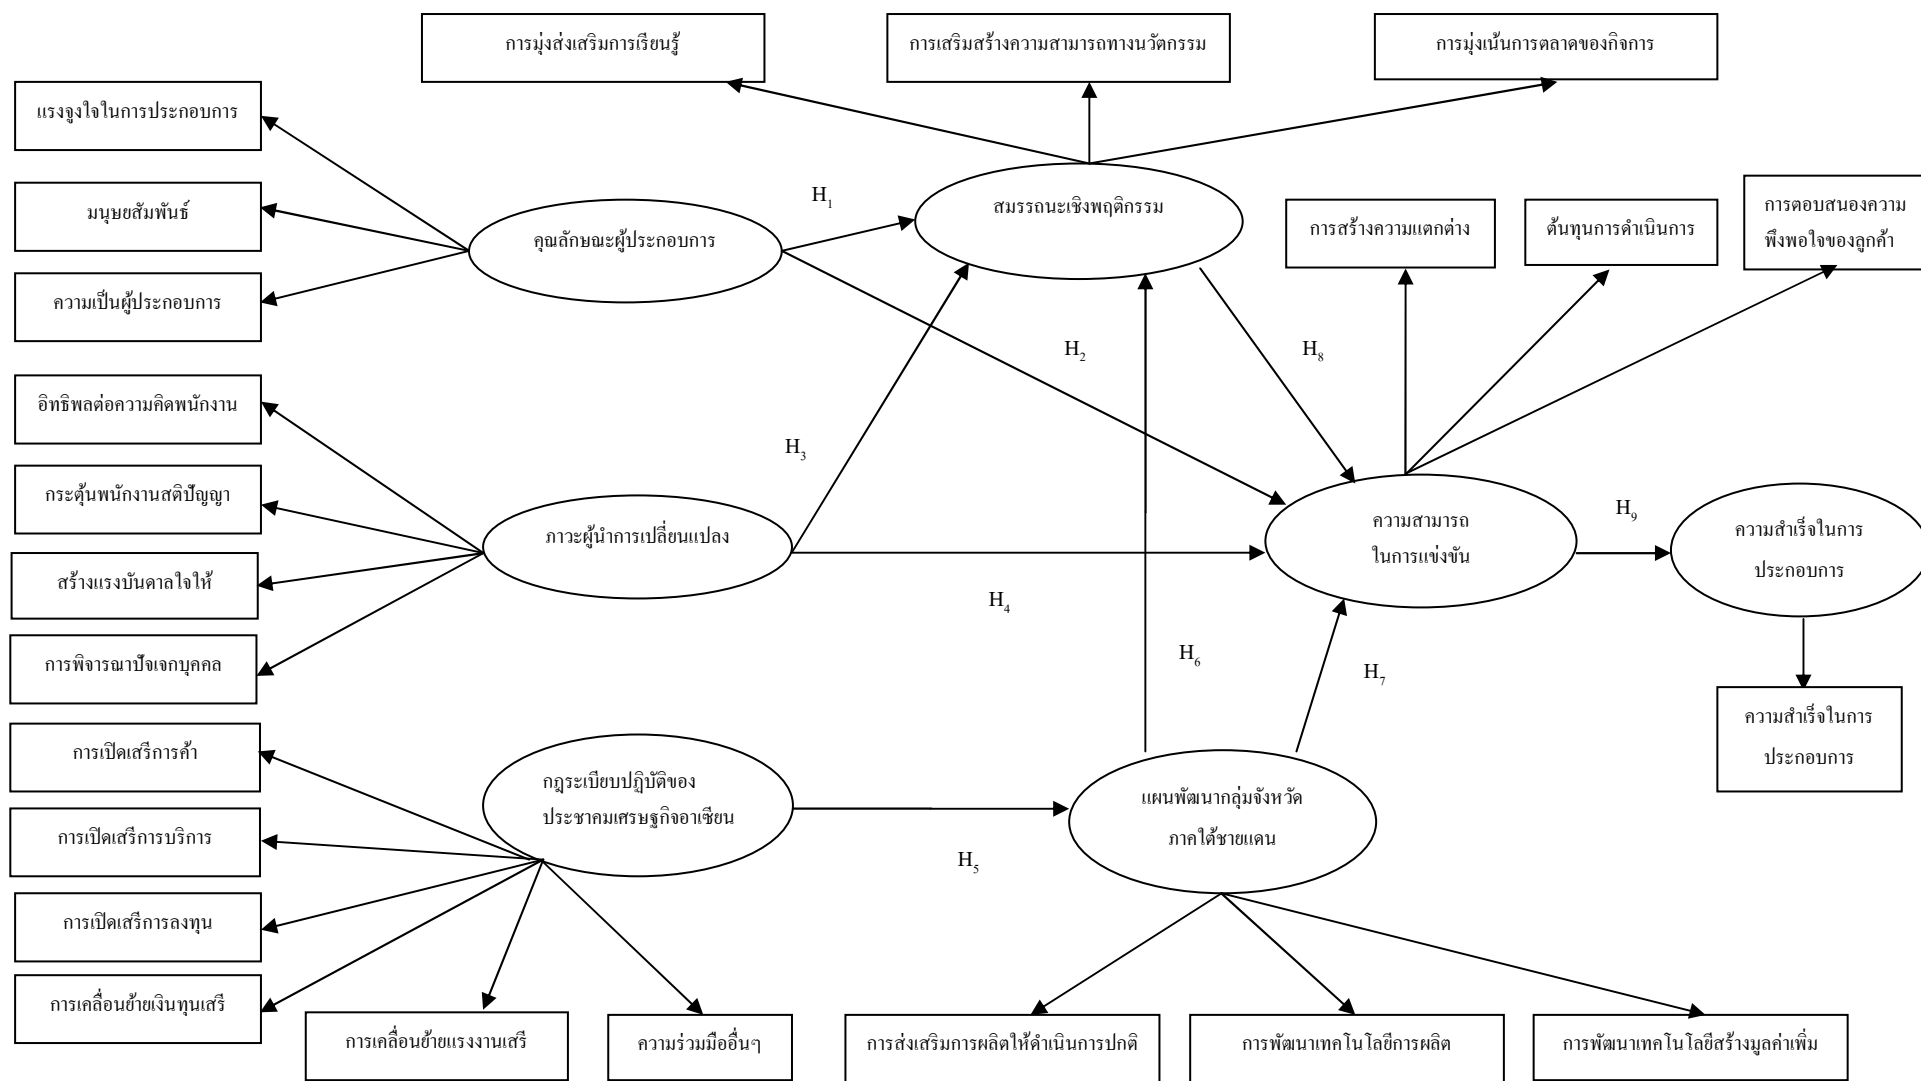 การมุ่งส่งเสริมการเรียนรู้
การเสริมสร้างความสามารถทางนวัตกรรม
การมุ่งเน้นการตลาดของกิจการ
แรงจูงใจในการประกอบการ
มนุษยสัมพันธ์
ความเป็นผู้ประกอบการ
คุณลักษณะผู้ประกอบการ
H1
สมรรถนะเชิงพฤติกรรม
การสร้างความแตกต่าง
ต้นทุนการดำเนินการ
การตอบสนองความ
พึงพอใจของลูกค้า
H2
H8
อิทธิพลต่อความคิดพนักงาน
กระตุ้นพนักงานสติปัญญา
สร้างแรงบันดาลใจให้
การพิจารณาปัจเจกบุคคล
ภาวะผู้นำการเปลี่ยนแปลง
H3
H4
ความสามารถ
ในการแข่งขัน
H9
ความสำเร็จในการ
ประกอบการ
H6
H7
ความสำเร็จในการ
ประกอบการ
การเปิดเสรีการค้า
การเปิดเสรีการบริการ
การเปิดเสรีการลงทุน
การเคลื่อนย้ายเงินทุนเสรี
กฎระเบียบปฏิบัติของ
ประชาคมเศรษฐกิจอาเซียน
H5
แผนพัฒนากลุ่มจังหวัด
ภาคใต้ชายแดน
การเคลื่อนย้ายแรงงานเสรี
ความร่วมมืออื่นๆ
การส่งเสริมการผลิตให้ดำเนินการปกติ
การพัฒนาเทคโนโลยีการผลิต
การพัฒนาเทคโนโลยีสร้างมูลค่าเพิ่ม